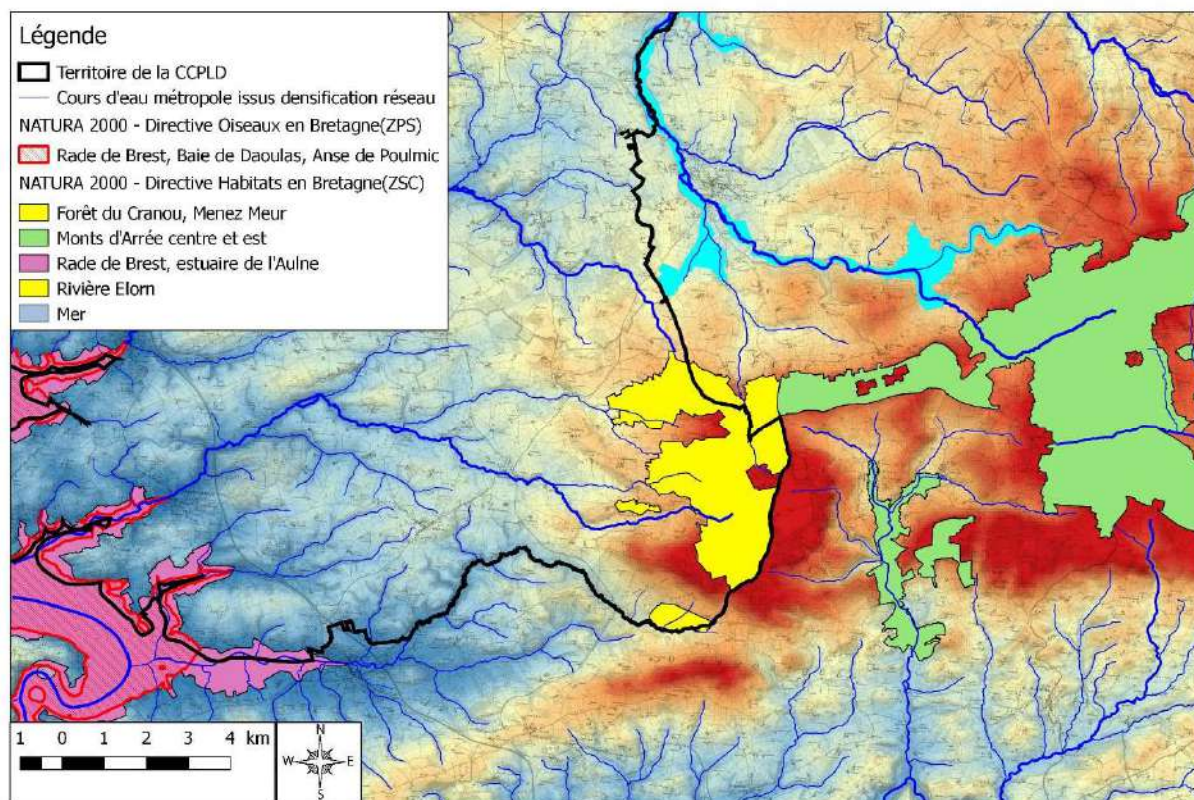 Légende
Territoire de la CCPLD
Cours d'eau métropole issus densification réseau
NATURA 2000 - Directive Oiseaux en Bretagne(ZPS)
Rade de Brest, Baie de Daoulas, Anse de Poulmic
NATURA 2000 - Directive Habitats en Bretagne(ZSC)
Forêt du Cranou, Menez Meur
Monts d'Arrée centre et est
Rade de Brest, estuaire de l'Aulne
Rivière Elorn
Mer
1 0 1 2 3 4 km
N
W E
S